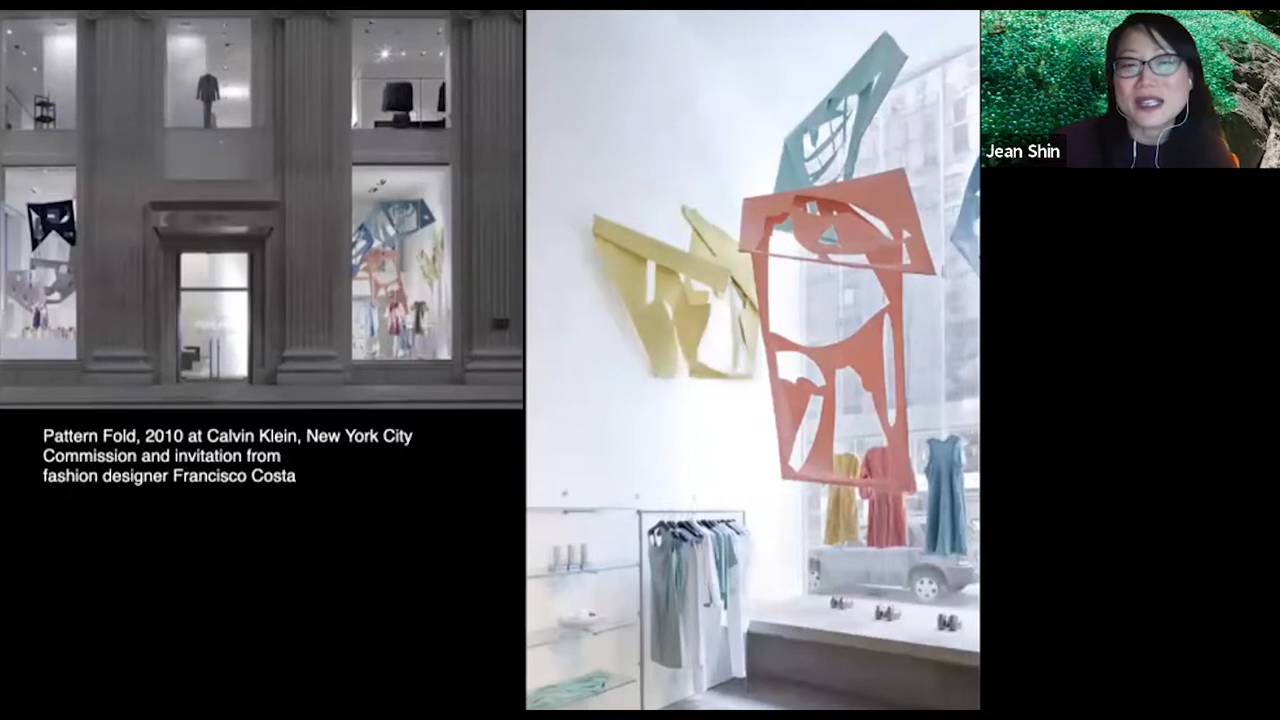 Jean Shin
Pattern Fold, 2010 at Calvin Klein, New York City
Commission and invitation from
fashion designer Francisco Costa